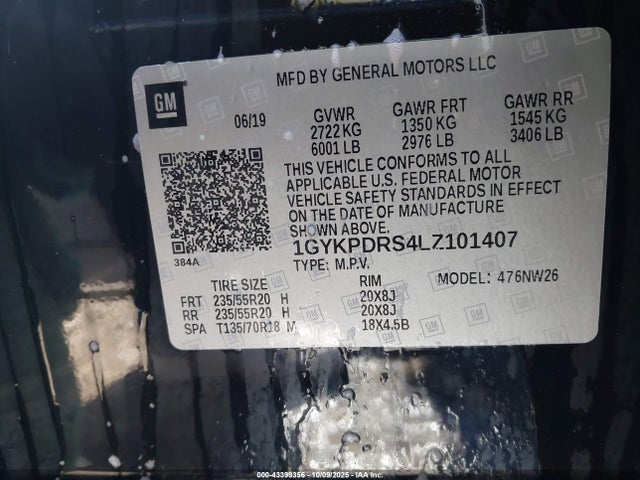 MFD BY GENERAL MOTORS LLC
GM
06/19
GVWR GAWR FRT GAWR RR
2722 KG 1350 KG 1545 KG
6001 LB 2976 LB 3406 LB
THIS VEHICLE CONFORMS TO ALL
APPLICABLE U.S. FEDERAL MOTOR
VEHICLE SAFETY STANDARDS IN EFFECT
ON THE DATE OF MANUFACTURE
1GYKPDRS4LZ101407
384A
TYPE: M.P.V.
MODEL: 476NW26
TIRE SIZE RIM
FRT 235/55R20 H 20X8J
RR 235/55R20 H 20X8J
SPA T135/70R18 M 18X4.5B
000-43399356 - 10/09/2025 - IAA Inc.